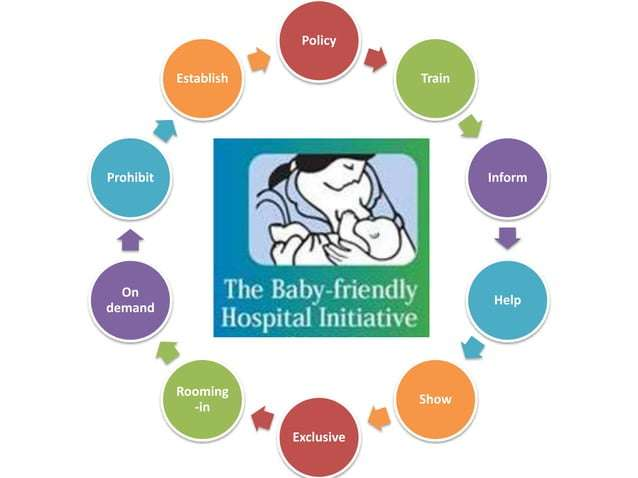 Policy
Train
Inform
Help
Show
Exclusive
Rooming
-in
On
demand
Prohibit
Establish
The Baby-friendly
Hospital Initiative